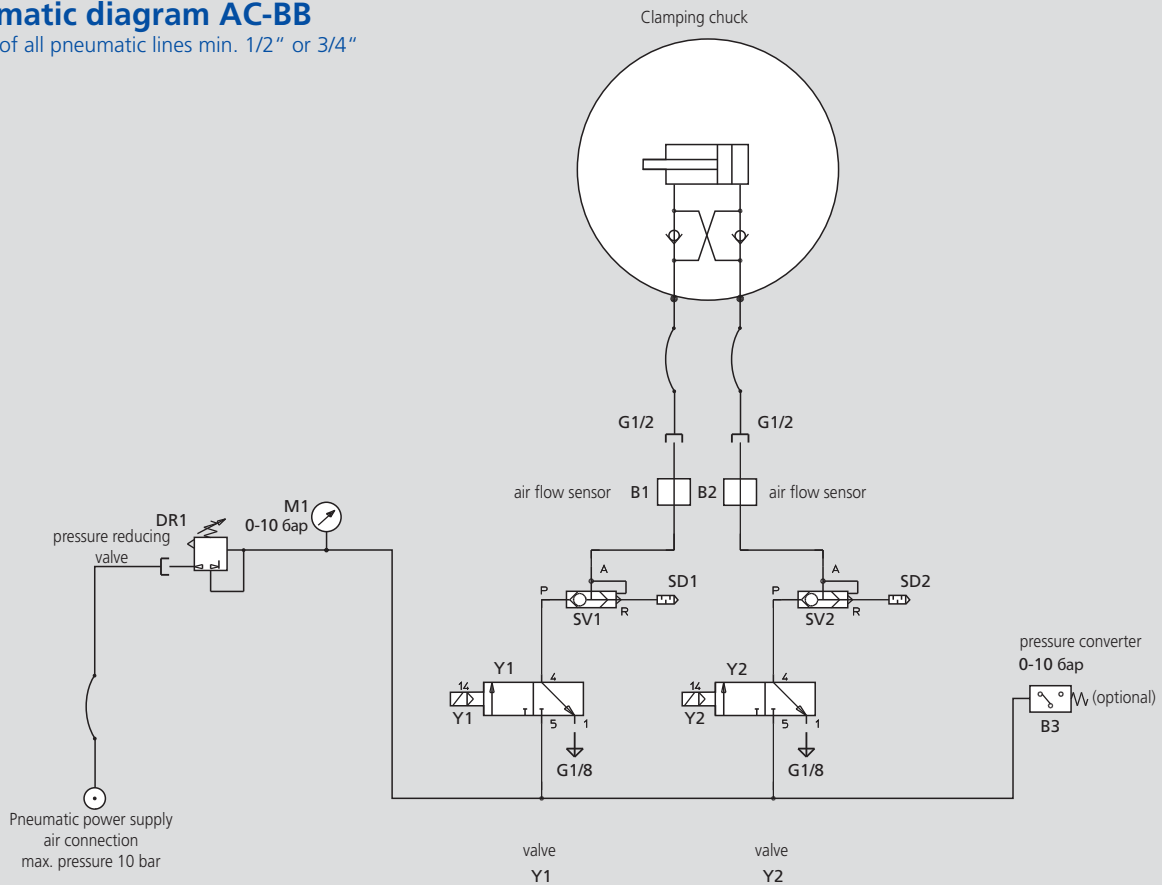 matic diagram AC-BB
of all pneumatic lines min. 1/2“ or 3/4“
Clamping chuck
G1/2
G1/2
air flow sensor B1
B2 air flow sensor
M1
0-10 бар
DR1
pressure reducing
valve
A
P
R
SV1
SD1
A
P
R
SV2
SD2
pressure converter
0-10 бар
(optional)
B3
Y1
14
4
Y1
5
1
G1/8
Y2
14
4
Y2
5
1
G1/8
Pneumatic power supply
air connection
max. pressure 10 bar
valve
Y1
valve
Y2